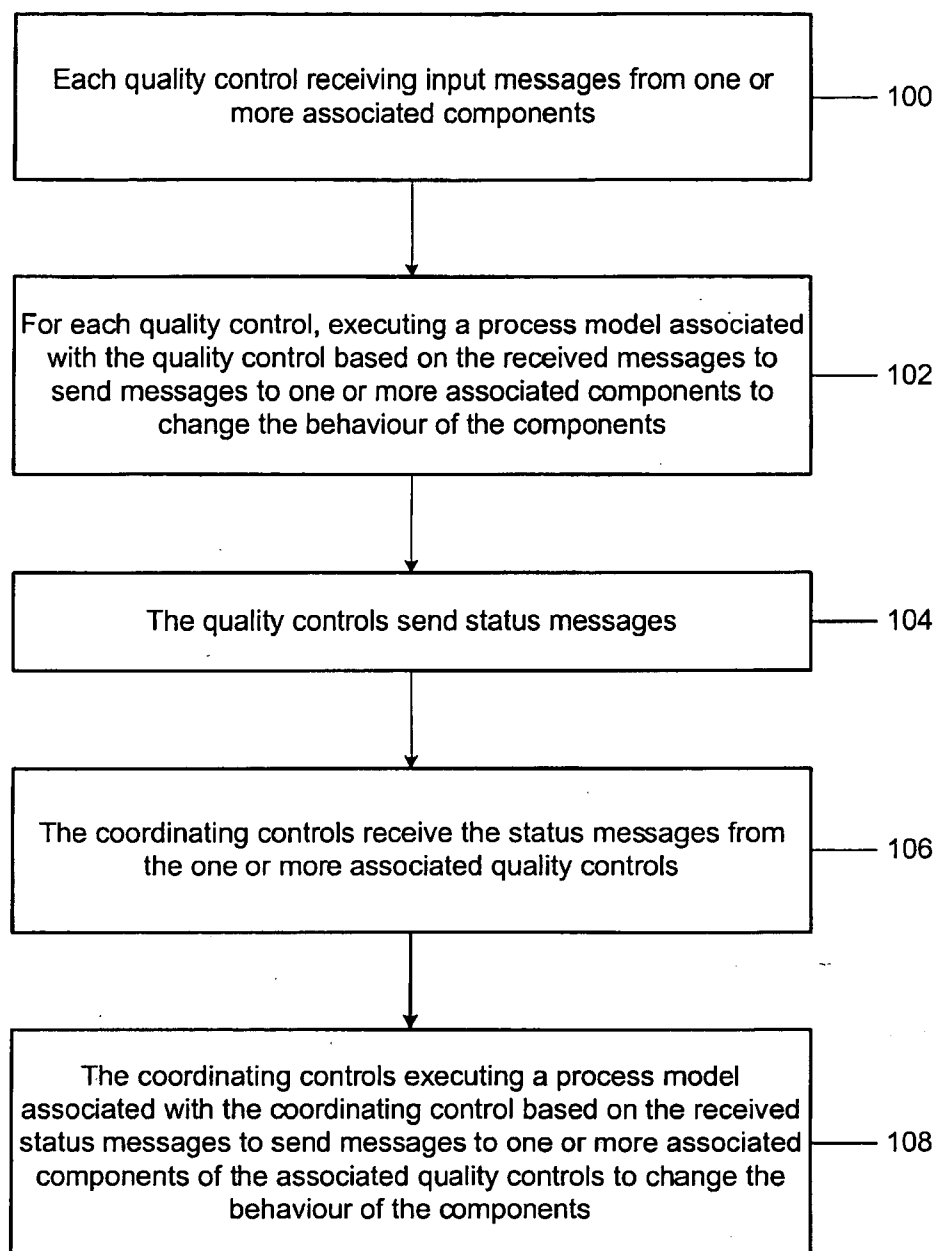 Each quality control receiving input messages from one or
more associated components
100
For each quality control, executing a process model associated
with the quality control based on the received messages to
send messages to one or more associated components to
change the behaviour of the components
102
The quality controls send status messages
104
The coordinating controls receive the status messages from
the one or more associated quality controls
106
The coordinating controls executing a process model
associated with the coordinating control based on the received
status messages to send messages to one or more associated
components of the associated quality controls to change the
behaviour of the components
108